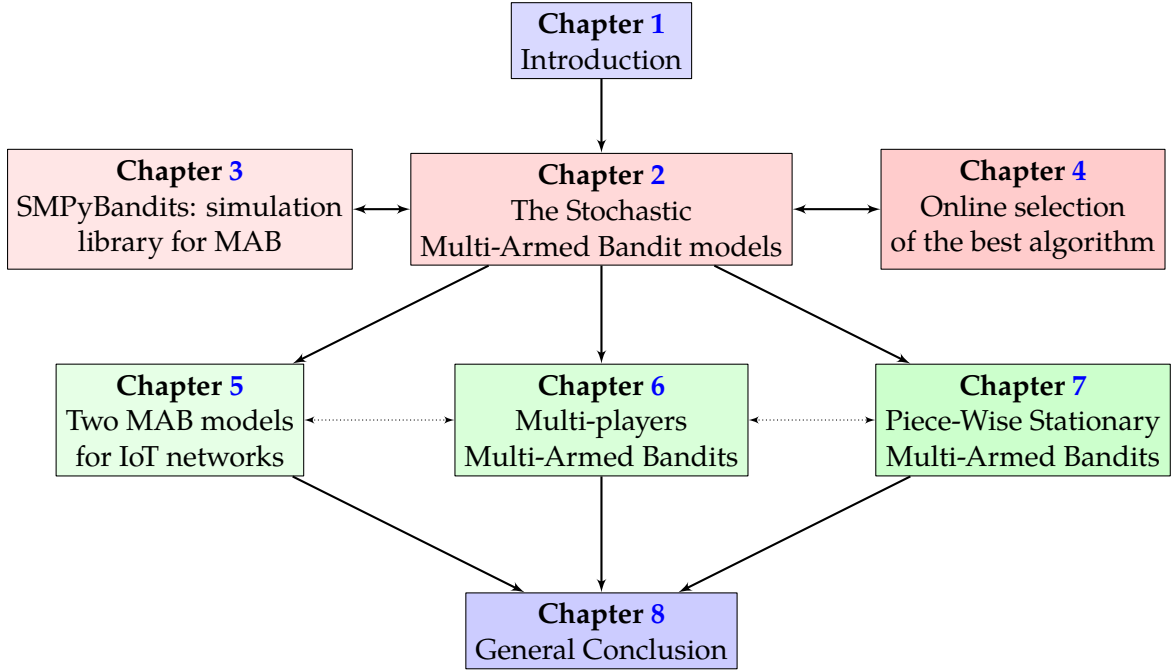 Chapter 1
Introduction
Chapter 3
SMPyBandits: simulation
library for MAB
Chapter 2
The Stochastic
Multi-Armed Bandit models
Chapter 4
Online selection
of the best algorithm
Chapter 5
Two MAB models
for IoT networks
Chapter 6
Multi-players
Multi-Armed Bandits
Chapter 7
Piece-Wise Stationary
Multi-Armed Bandits
Chapter 8
General Conclusion